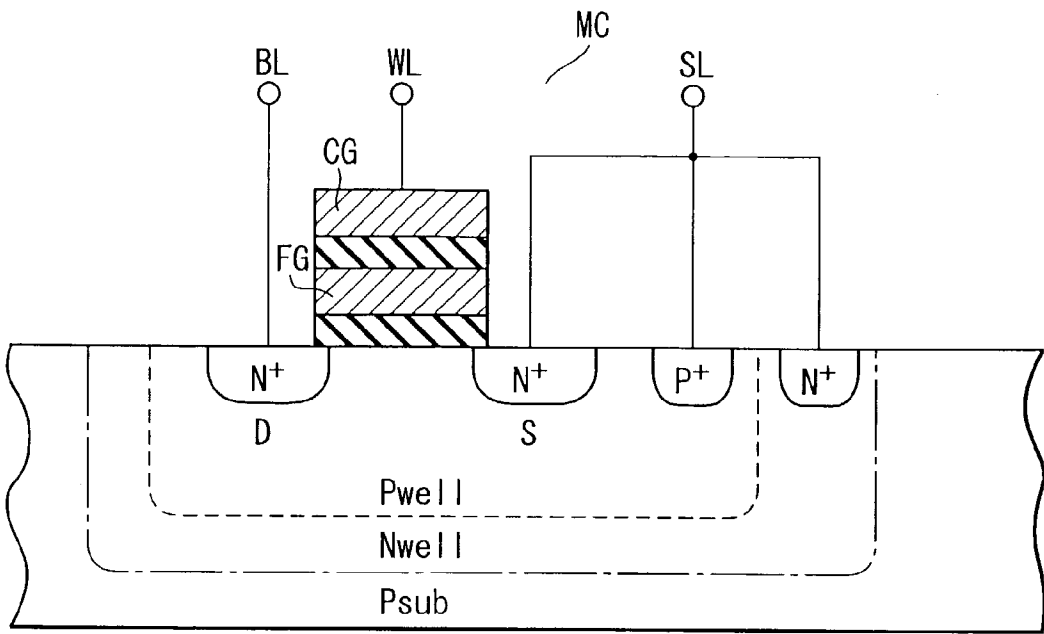 MC
BL WL SL
CG
FG
N+ N+ P+ N+
D S
Pwell
Nwell
Psub